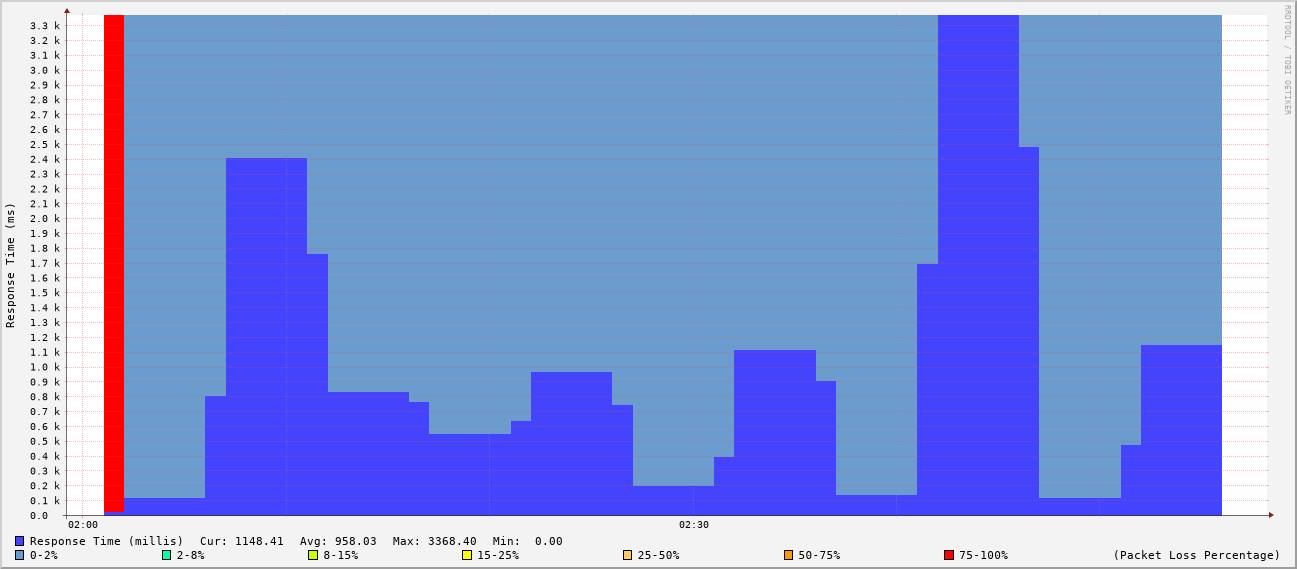 RRDTOOL / TOBI OETIKER
Response Time (ms)
3.3 k
3.2 k
3.1 k
3.0 k
2.9 k
2.8 k
2.7 k
2.6 k
2.5 k
2.4 k
2.3 k
2.2 k
2.1 k
2.0 k
1.9 k
1.8 k
1.7 k
1.6 k
1.5 k
1.4 k
1.3 k
1.2 k
1.1 k
1.0 k
0.9 k
0.8 k
0.7 k
0.6 k
0.5 k
0.4 k
0.3 k
0.2 k
0.1 k
0.0
02:00 02:30
Response Time (millis) Cur: 1148.41 Avg: 958.03 Max: 3368.40 Min: 0.00
0-2% 2-8% 8-15% 15-25% 25-50% 50-75% 75-100% (Packet Loss Percentage)